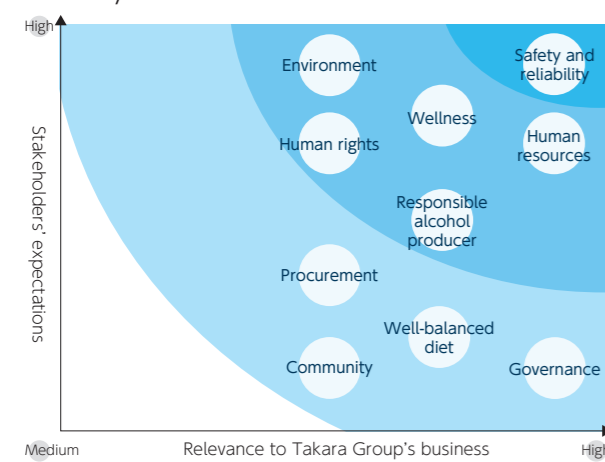 High
Safety and
reliability
Environment
Wellness
Human rights
Human
resources
Stakeholders' expectations
Responsible
alcohol
producer
Procurement
Well-balanced
diet
Community
Governance
Medium
Relevance to Takara Group's business
High